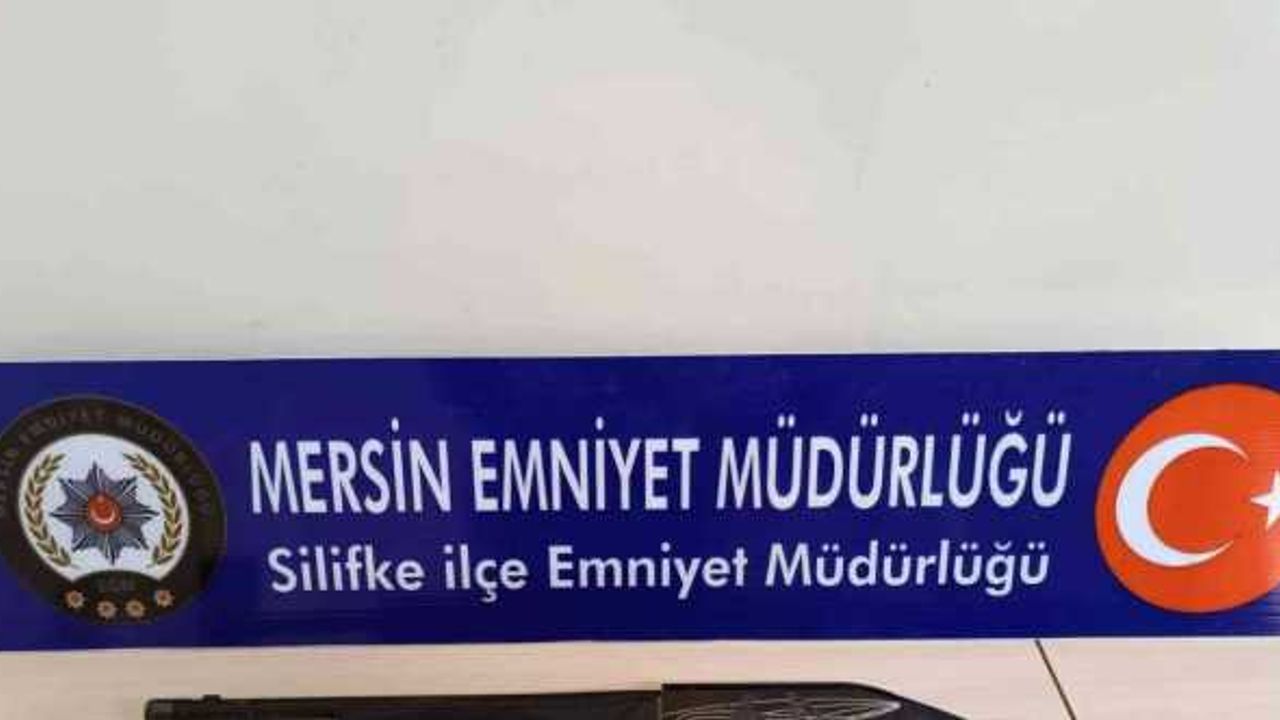 MERSİN EMNİYET MÜDÜRLÜĞÜ
Silifke ilçe Emniyet Müdürlüğü